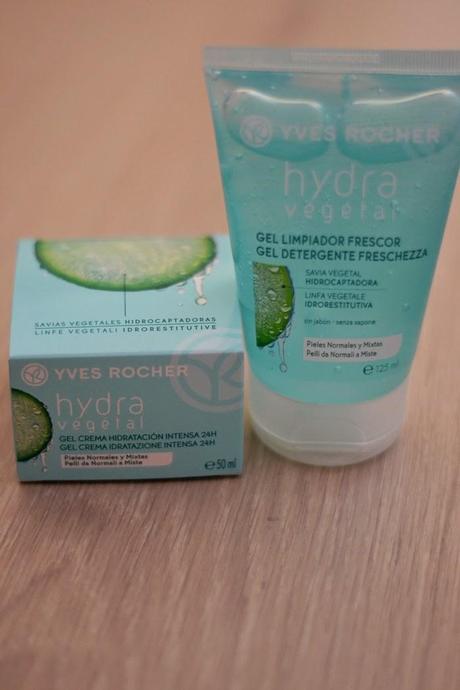 SAVIAS VEGETALES HIDROCAPTADORAS
LINFE VEGETALI IDRORESTITUTIVE
YVES ROCHER
hydra
vegetal
GEL CREMA HIDRATACIÓN INTENSA 24H
GEL CREMA IDRATAZIONE INTENSA 24H
Pieles Normales y Mixtas
Pelli da Normali a Miste
℮ 50 ml
YVES ROCHER
hydra
vegetal
GEL LIMPIADOR FRESCOR
GEL DETERGENTE FRESCHEZZA
SAVIA VEGETAL
HIDROCAPTADORA
LINFA VEGETALE
IDRORESTITUTIVA
sin jabón - senza sapone
Pieles Normales y Mixtas
Pelli da Normali a Miste
℮ 125 ml